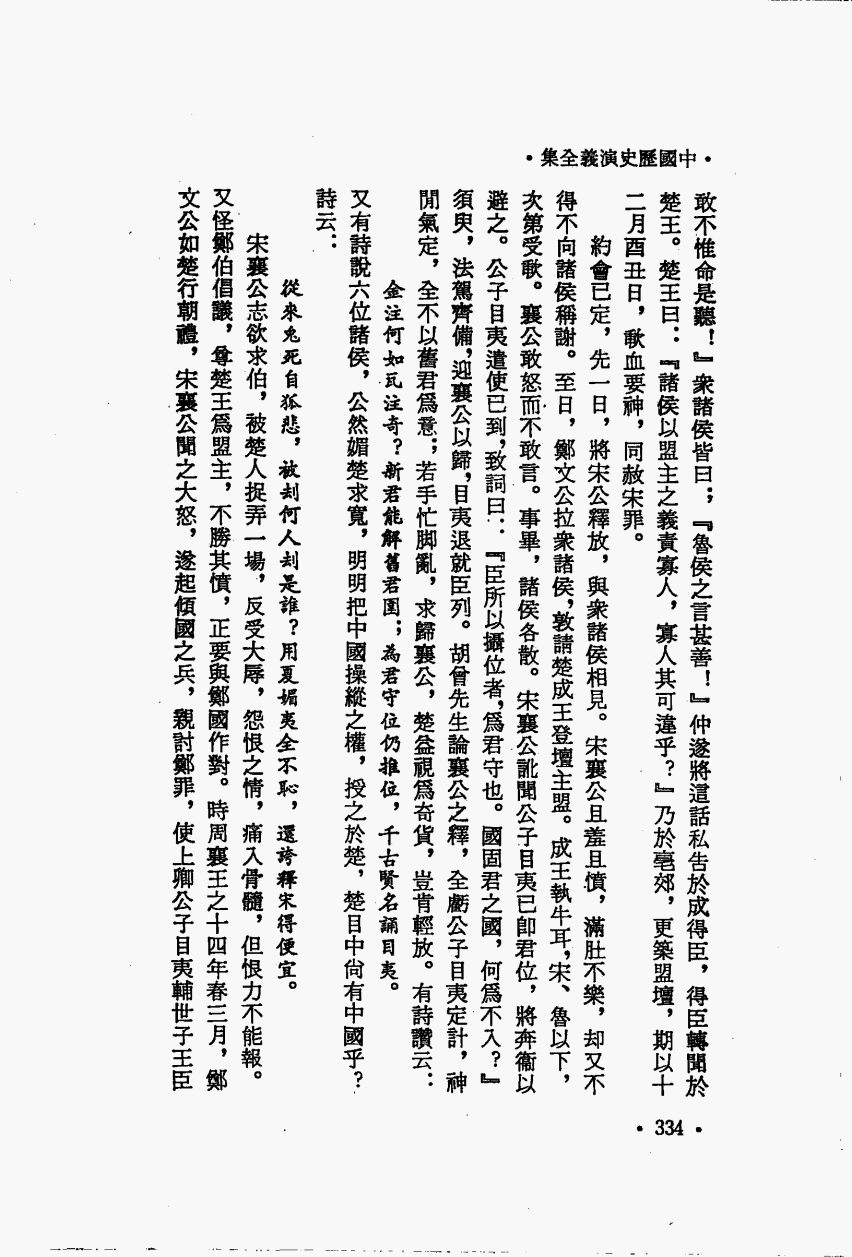 •中國歷史演義全集•
敢不惟命是聽！』衆諸侯皆曰；『魯侯之言甚善！』仲遂將這話私告於成得臣，得臣轉聞於
楚王。楚王曰：『諸侯以盟主之義責寡人，寡人其可違乎？』乃於亳郊，更築盟壇，期以十
二月酉丑日，歃血要神，同赦宋罪。
約會已定，先一日，將宋公釋放，與衆諸侯相見。宋襄公且羞且憤，滿肚不樂，却又不
得不向諸侯稱謝。至日，鄭文公拉衆諸侯，敦請楚成王登壇主盟。成王執牛耳，宋、魯以下，
次第受歃。襄公敢怒而不敢言。事畢，諸侯各散。宋襄公訛聞公子目夷已卽君位，將奔衞以
避之。公子目夷遣使已到，致詞曰：『臣所以攝位者，爲君守也。國固君之國，何爲不入？』
須臾，法駕齊備，迎襄公以歸，目夷退就臣列。胡曾先生論襄公之釋，全虧公子目夷定計，神
閒氣定，全不以舊君爲意；若手忙脚亂，求歸襄公，楚益視爲奇貨，豈肯輕放。有詩讚云：
金注何如瓦注奇？新君能解舊君圍；爲君守位仍推位，千古賢名誦目夷。
又有詩說六位諸侯，公然媚楚求寬，明明把中國操縱之權，授之於楚，楚目中尙有中國乎？
詩云：
從來兔死自狐悲，被刦何人刦是誰？用夏媚夷全不恥，還誇釋宋得便宜。
宋襄公志欲求伯，被楚人捉弄一場，反受大辱，怨恨之情，痛入骨髓，但恨力不能報。
又怪鄭伯倡議，尊楚王爲盟主，不勝其憤，正要與鄭國作對。時周襄王之十四年春三月，鄭
文公如楚行朝禮，宋襄公聞之大怒，遂起傾國之兵，親討鄭罪，使上卿公子目夷輔世子王臣
•334•